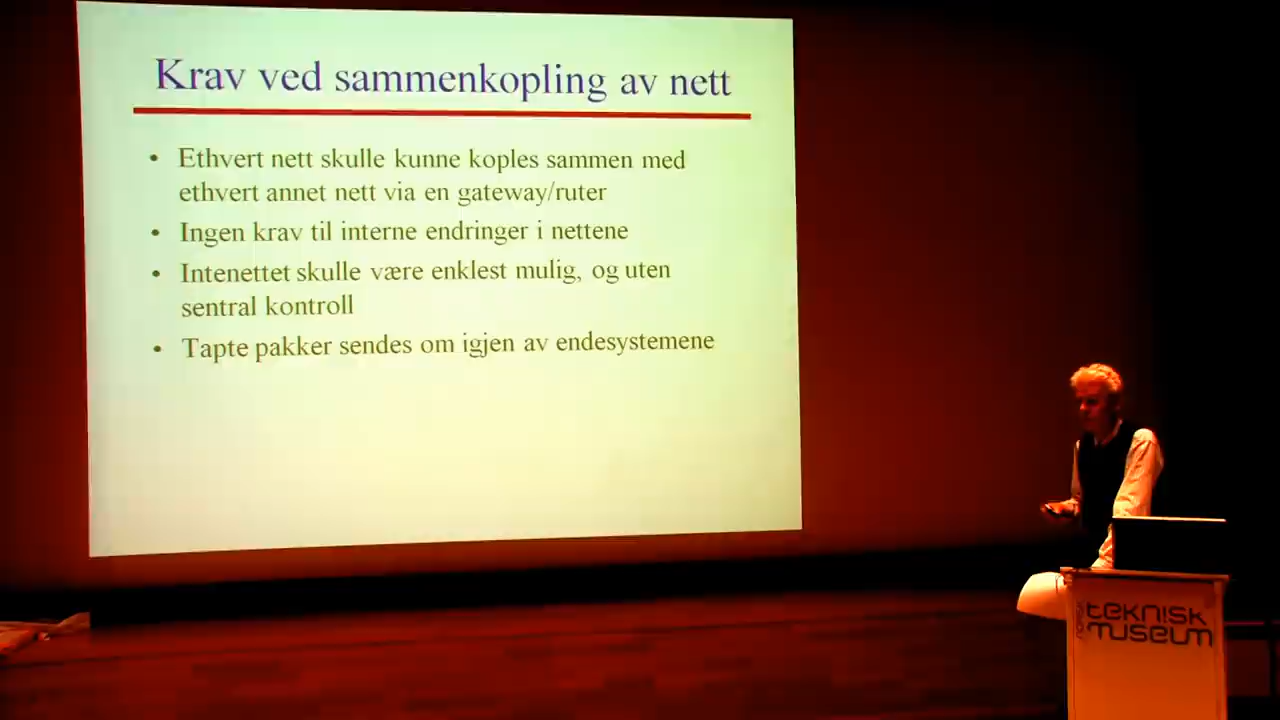 Krav ved sammenkopling av nett
• Ethvert nett skulle kunne koples sammen med
ethvert annet nett via en gateway/ruter
• Ingen krav til interne endringer i nettene
• Intenettet skulle være enklest mulig, og uten
sentral kontroll
• Tapte pakker sendes om igjen av endesystemene
teknisk
museum